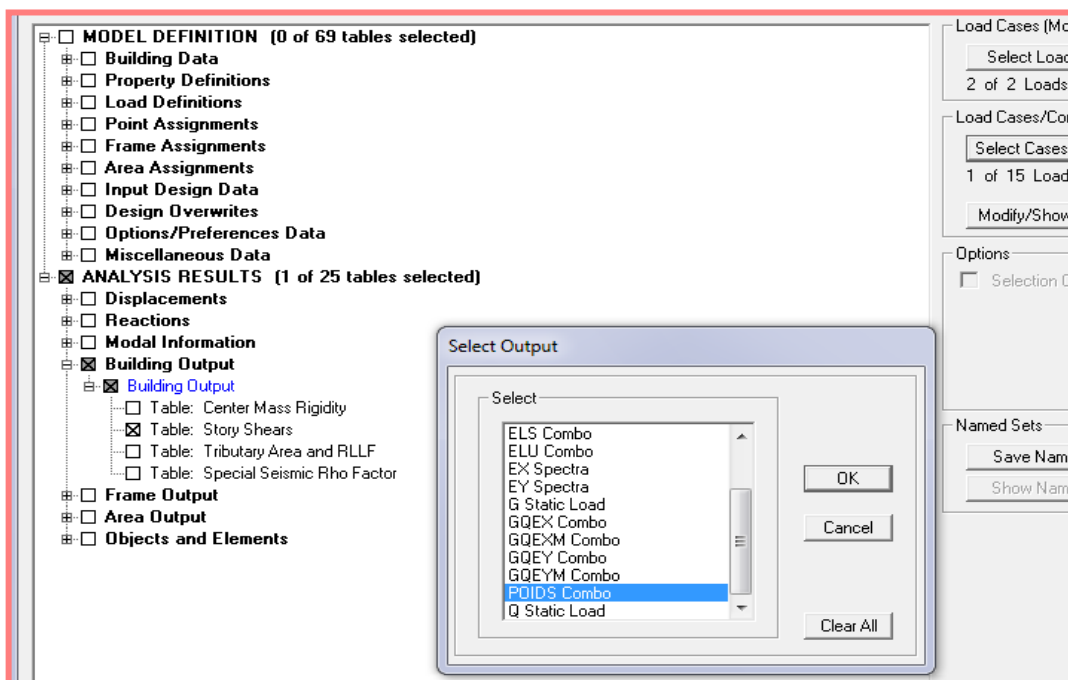 MODEL DEFINITION (0 of 69 tables selected)
Building Data
Property Definitions
Load Definitions
Point Assignments
Frame Assignments
Area Assignments
Input Design Data
Design Overwrites
Options/Preferences Data
Miscellaneous Data
ANALYSIS RESULTS (1 of 25 tables selected)
Displacements
Reactions
Modal Information
Building Output
Building Output
Table: Center Mass Rigidity
Table: Story Shears
Table: Tributary Area and RLLF
Table: Special Seismic Rho Factor
Frame Output
Area Output
Objects and Elements
Select Output
Select
ELS Combo
ELU Combo
EX Spectra
EY Spectra
G Static Load
GQEX Combo
GQEXM Combo
GQEY Combo
GQEYM Combo
POIDS Combo
Q Static Load
OK
Cancel
Clear All
Load Cases (Mo
Select Load
2 of 2 Loads
Load Cases/Co
Select Cases
1 of 15 Load
Modify/Show
Options
Selection
Named Sets
Save Nam
Show Nam